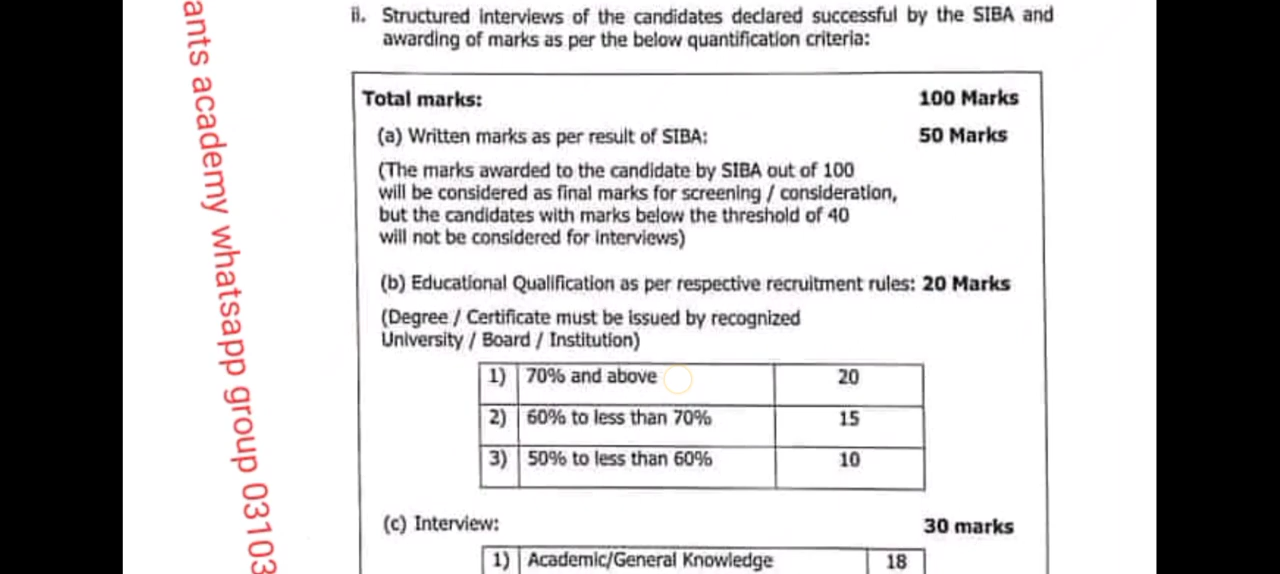 ii. Structured Interviews of the candidates declared successful by the SIBA and
awarding of marks as per the below quantification criteria:
Total marks: 100 Marks
(a) Written marks as per result of SIBA: 50 Marks
(The marks awarded to the candidate by SIBA out of 100
will be considered as final marks for screening / consideration,
but the candidates with marks below the threshold of 40
will not be considered for interviews)
(b) Educational Qualification as per respective recruitment rules: 20 Marks
(Degree / Certificate must be issued by recognized
University / Board / Institution)
1) 70% and above 20
2) 60% to less than 70% 15
3) 50% to less than 60% 10
(c) Interview: 30 marks
1) Academic/General Knowledge 18
ants academy whatsapp group 03103